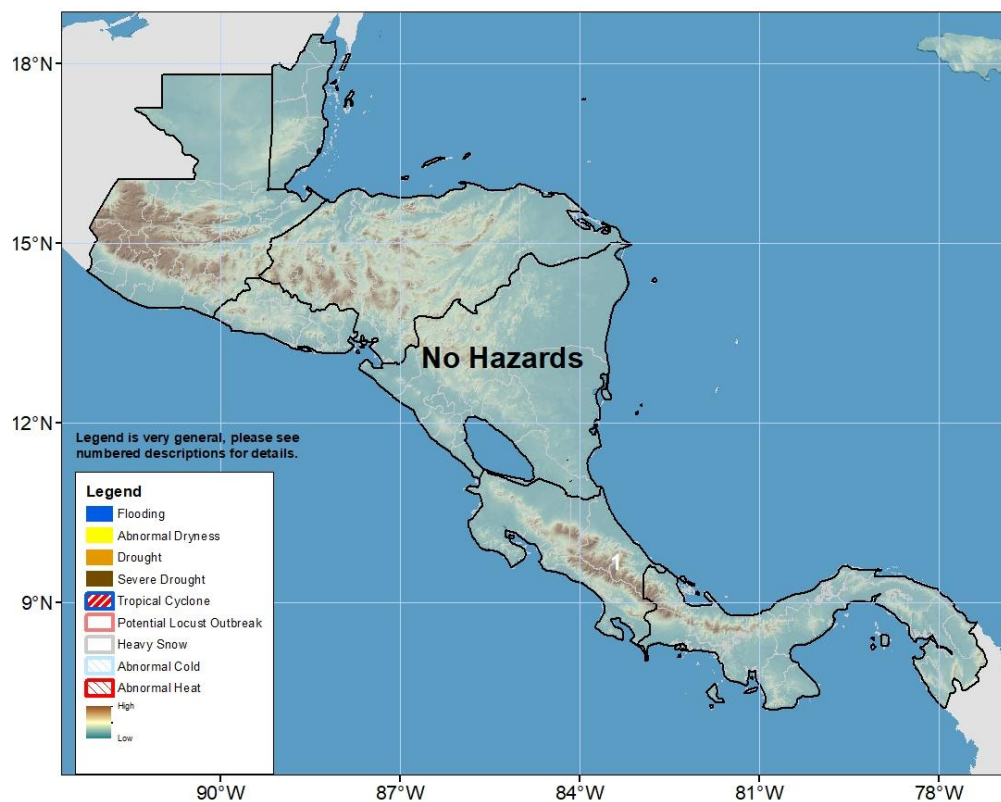 18°N
15°N
No Hazards
12°N
Legend is very general, please see
numbered descriptions for details.
Legend
Flooding
Abnormal Dryness
Drought
Severe Drought
Tropical Cyclone
Potential Locust Outbreak
Heavy Snow
Abnormal Cold
Abnormal Heat
High
Low
1
9°N
90°W
87°W
84°W
81°W
78°W